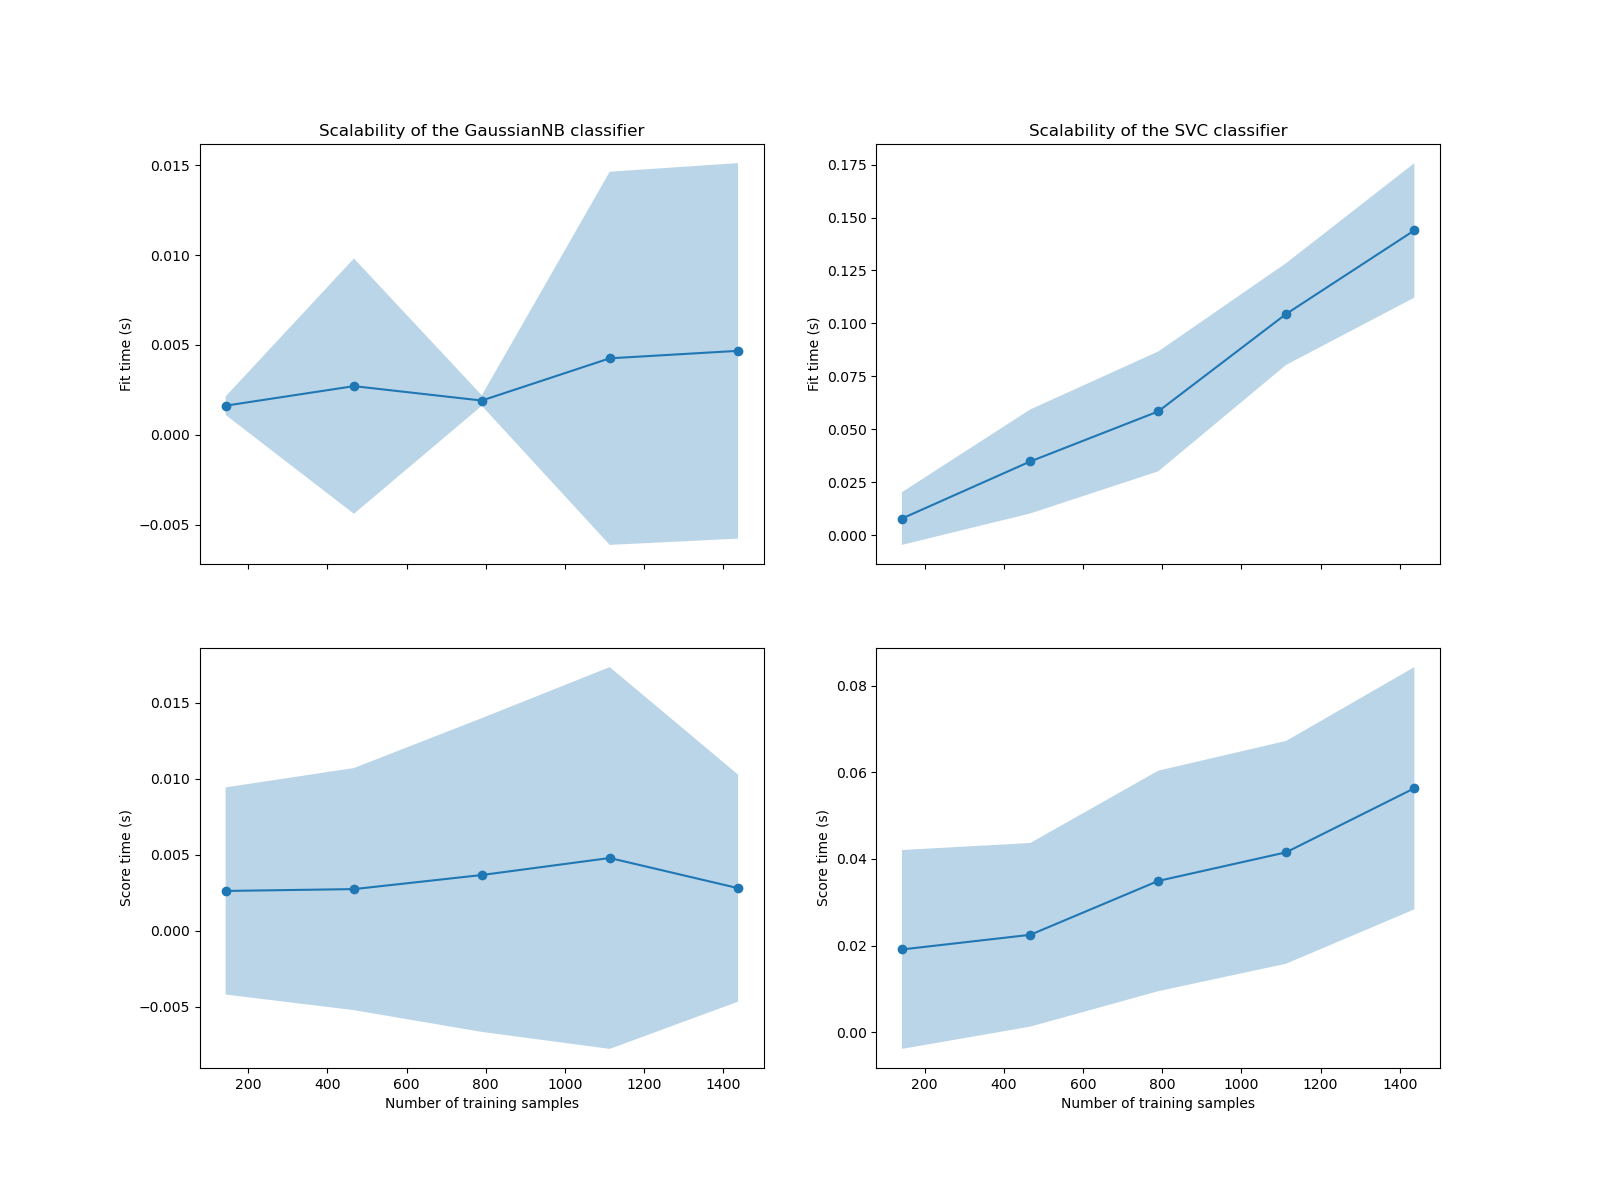 Scalability of the GaussianNB classifier
Scalability of the SVC classifier
0.015
0.010
0.005
0.000
−0.005
Fit time (s)
0.175
0.150
0.125
0.100
0.075
0.050
0.025
0.000
Fit time (s)
0.015
0.010
0.005
0.000
−0.005
Score time (s)
200 400 600 800 1000 1200 1400
Number of training samples
0.08
0.06
0.04
0.02
0.00
Score time (s)
200 400 600 800 1000 1200 1400
Number of training samples